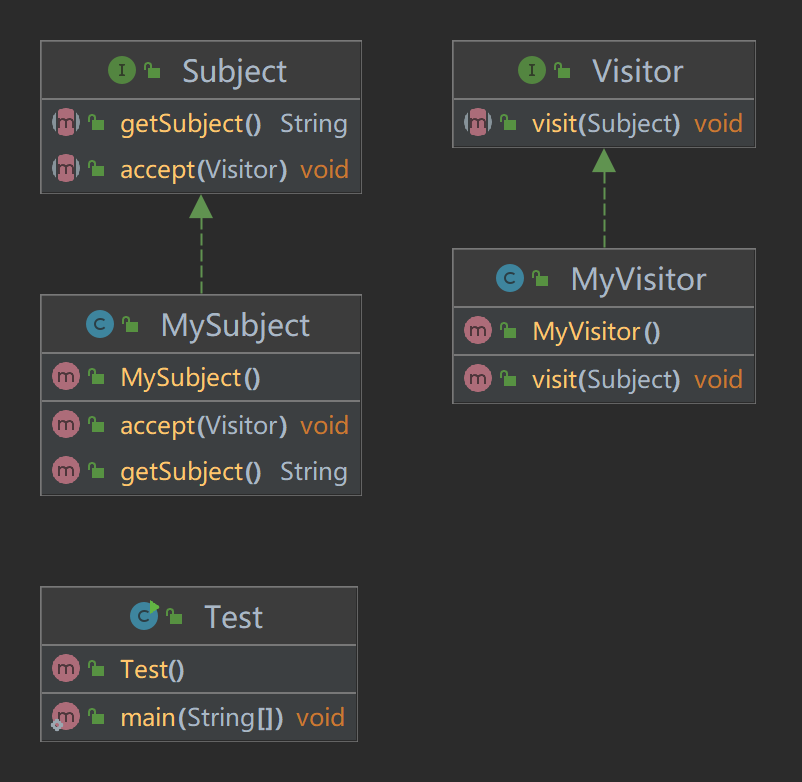 Subject
getSubject() String
accept(Visitor) void
Visitor
visit(Subject) void
MySubject
MySubject()
accept(Visitor) void
getSubject() String
MyVisitor
MyVisitor()
visit(Subject) void
Test
Test()
main(String[]) void